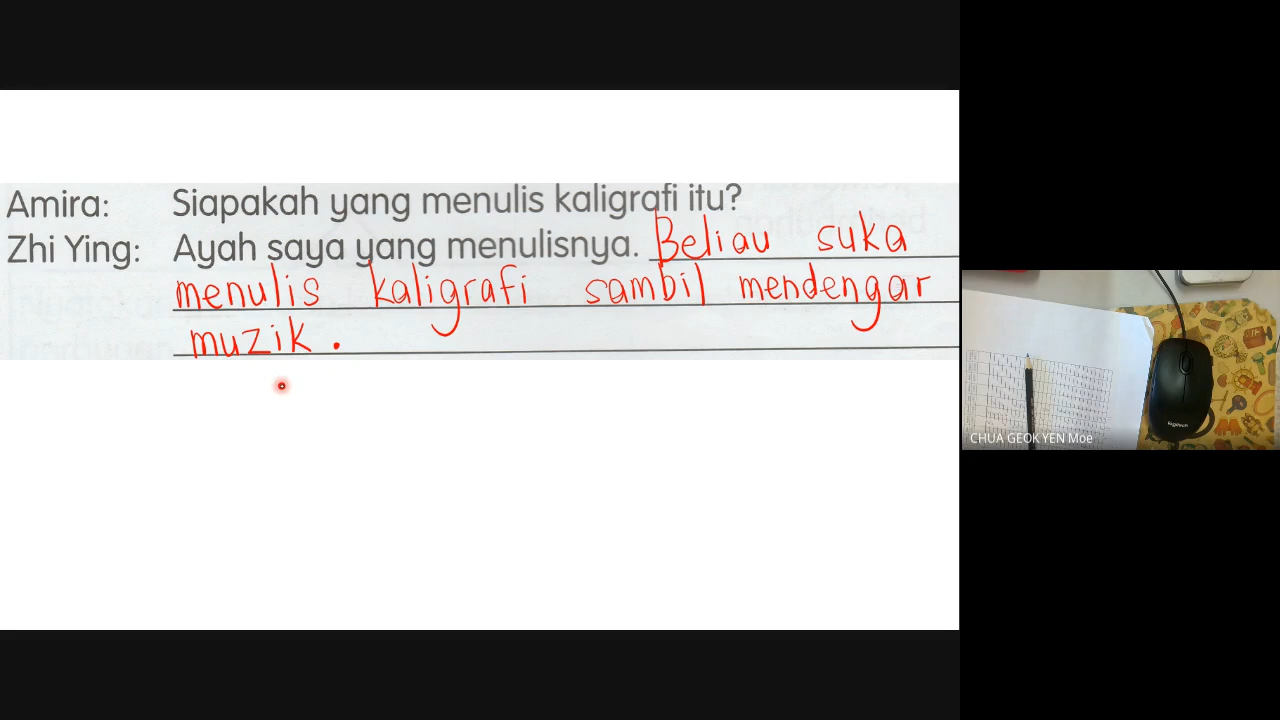 Amira: Siapakah yang menulis kaligrafi itu?
Zhi Ying: Ayah saya yang menulisnya. Beliau suka
menulis kaligrafi sambil mendengar
muzik.
CHUA GEOK YEN Moe